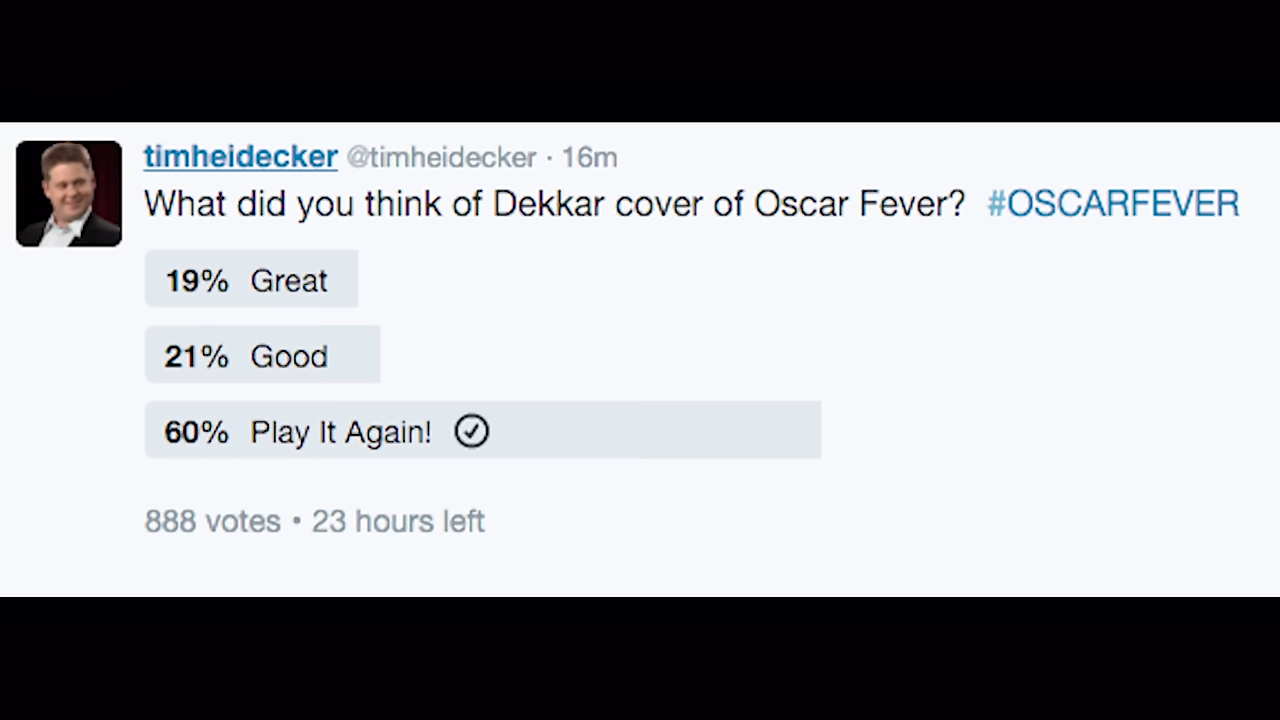 timheidecker @timheidecker · 16m
What did you think of Dekkar cover of Oscar Fever? #OSCARFEVER
19% Great
21% Good
60% Play It Again!
888 votes • 23 hours left